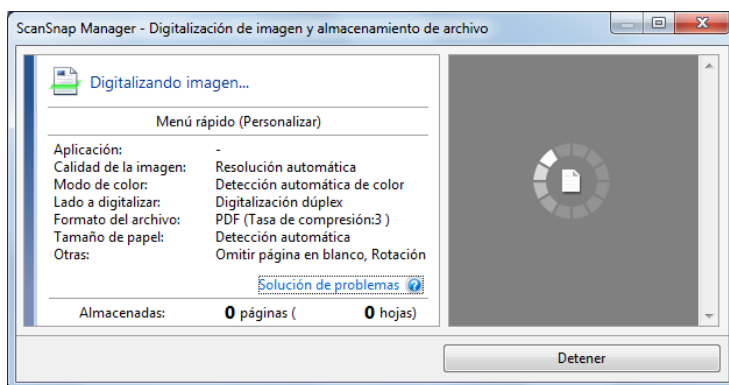 ScanSnap Manager - Digitalización de imagen y almacenamiento de archivo
Digitalizando imagen...
Menú rápido (Personalizar)
Aplicación: -
Calidad de la imagen: Resolución automática
Modo de color: Detección automática de color
Lado a digitalizar: Digitalización dúplex
Formato del archivo: PDF (Tasa de compresión:3 )
Tamaño de papel: Detección automática
Otras: Omitir página en blanco, Rotación
Solución de problemas ?
Almacenadas: 0 páginas ( 0 hojas)
Detener